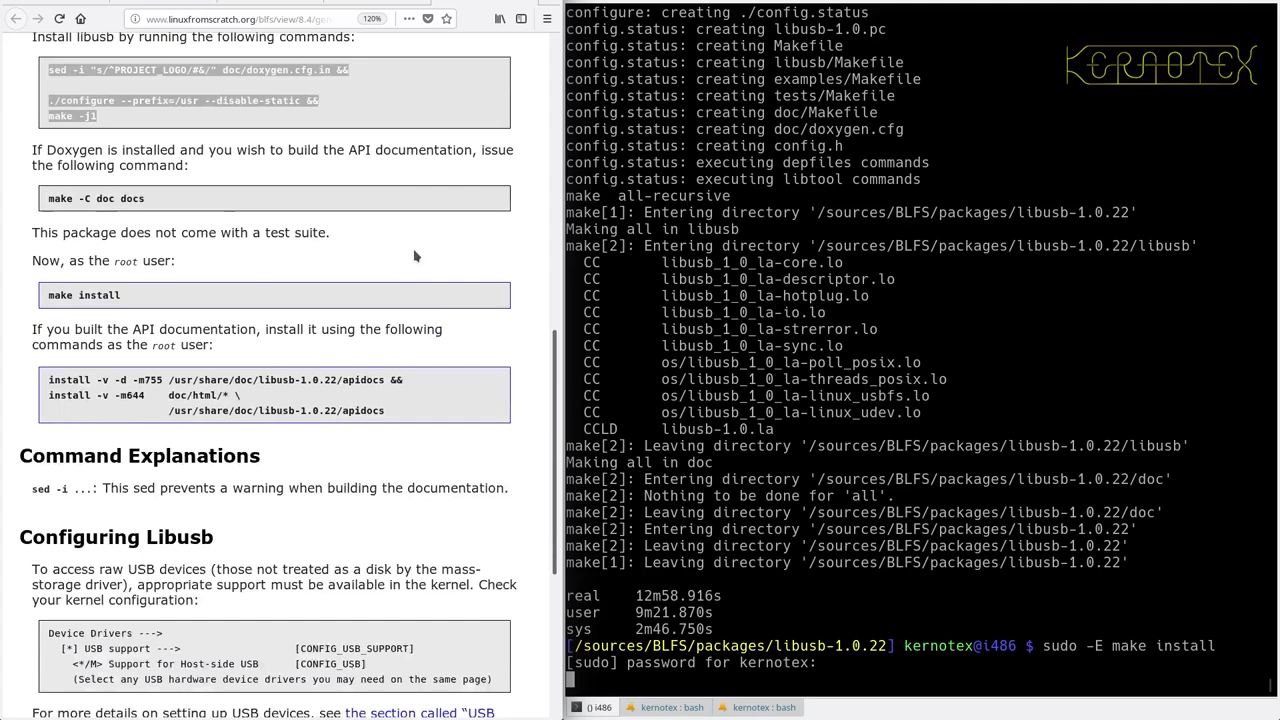 www.linuxfromscratch.org/blfs/view/8.4/gen
120%
Install libusb by running the following commands:
sed -i "s/^PROJECT_LOGO/#&/" doc/doxygen.cfg.in &&
./configure --prefix=/usr --disable-static &&
make -j1
If Doxygen is installed and you wish to build the API documentation, issue
the following command:
make -C doc docs
This package does not come with a test suite.
Now, as the root user:
make install
If you built the API documentation, install it using the following
commands as the root user:
install -v -d -m755 /usr/share/doc/libusb-1.0.22/apidocs &&
install -v -m644    doc/html/* \
/usr/share/doc/libusb-1.0.22/apidocs
Command Explanations
sed -i ...: This sed prevents a warning when building the documentation.
Configuring Libusb
To access raw USB devices (those not treated as a disk by the mass-
storage driver), appropriate support must be available in the kernel. Check
your kernel configuration:
Device Drivers --->
[*] USB support --->                 [CONFIG_USB_SUPPORT]
<*/M> Support for Host-side USB      [CONFIG_USB]
(Select any USB hardware device drivers you may need on the same page)
For more details on setting up USB devices, see the section called “USB
configure: creating ./config.status
config.status: creating libusb-1.0.pc
config.status: creating Makefile
config.status: creating libusb/Makefile
config.status: creating examples/Makefile
config.status: creating tests/Makefile
config.status: creating doc/Makefile
config.status: creating doc/doxygen.cfg
config.status: creating config.h
config.status: executing depfiles commands
config.status: executing libtool commands
make  all-recursive
make[1]: Entering directory '/sources/BLFS/packages/libusb-1.0.22'
Making all in libusb
make[2]: Entering directory '/sources/BLFS/packages/libusb-1.0.22/libusb'
CC       libusb_1_0_la-core.lo
CC       libusb_1_0_la-descriptor.lo
CC       libusb_1_0_la-hotplug.lo
CC       libusb_1_0_la-io.lo
CC       libusb_1_0_la-strerror.lo
CC       libusb_1_0_la-sync.lo
CC       os/libusb_1_0_la-poll_posix.lo
CC       os/libusb_1_0_la-threads_posix.lo
CC       os/libusb_1_0_la-linux_usbfs.lo
CC       os/libusb_1_0_la-linux_udev.lo
CCLD     libusb-1.0.la
make[2]: Leaving directory '/sources/BLFS/packages/libusb-1.0.22/libusb'
Making all in doc
make[2]: Entering directory '/sources/BLFS/packages/libusb-1.0.22/doc'
make[2]: Nothing to be done for 'all'.
make[2]: Leaving directory '/sources/BLFS/packages/libusb-1.0.22/doc'
make[2]: Entering directory '/sources/BLFS/packages/libusb-1.0.22'
make[2]: Leaving directory '/sources/BLFS/packages/libusb-1.0.22'
make[1]: Leaving directory '/sources/BLFS/packages/libusb-1.0.22'
real    12m58.916s
user    9m21.870s
sys     2m46.750s
[/sources/BLFS/packages/libusb-1.0.22] kernotex@i486 $ sudo -E make install
[sudo] password for kernotex:
KERNOTEX
() i486
kernotex : bash
kernotex : bash